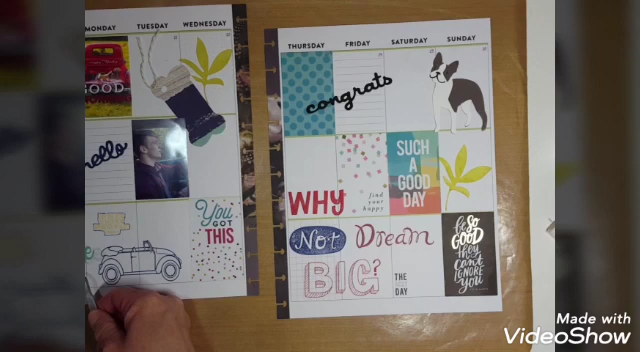 MONDAY TUESDAY WEDNESDAY
GOOD
hello
YOU
GOT
THIS
THURSDAY FRIDAY SATURDAY SUNDAY
congrats
WHY
find
your
happy
SUCH
A
GOOD
DAY
Not Dream
BIG?
THE
DAY
be SO
GOOD
they
can't
IGNORE
YOU
Made with
VideoShow